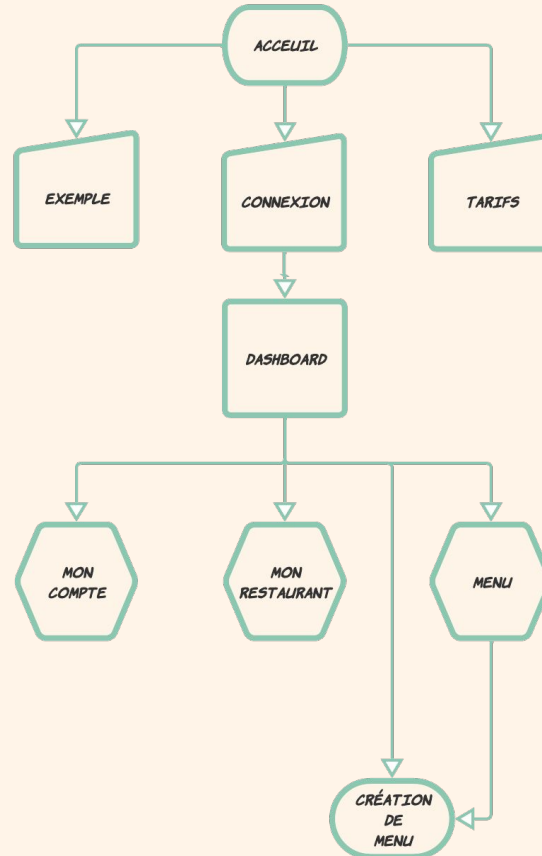 ACCEUIL
EXEMPLE
CONNEXION
TARIFS
DASHBOARD
MON
COMPTE
MON
RESTAURANT
MENU
CRÉATION
DE
MENU